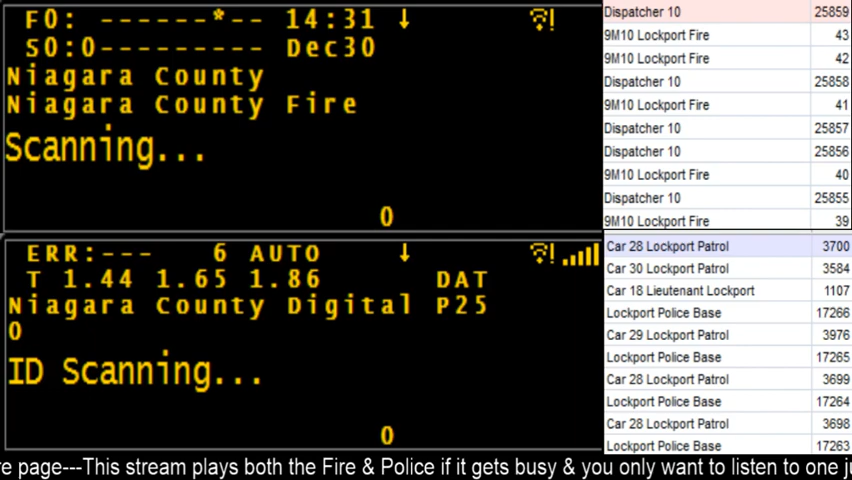 F0: ------*-- 14:31 ↓
S0:0--------- Dec30
Niagara County
Niagara County Fire
Scanning...
0
Dispatcher 10 25859
9M10 Lockport Fire 43
9M10 Lockport Fire 42
Dispatcher 10 25858
9M10 Lockport Fire 41
Dispatcher 10 25857
Dispatcher 10 25856
9M10 Lockport Fire 40
Dispatcher 10 25855
9M10 Lockport Fire 39
ERR:--- 6 AUTO ↓
T 1.44 1.65 1.86 DAT
Niagara County Digital P25
0
ID Scanning...
0
Car 28 Lockport Patrol 3700
Car 30 Lockport Patrol 3584
Car 18 Lieutenant Lockport 1107
Lockport Police Base 17266
Car 29 Lockport Patrol 3976
Lockport Police Base 17265
Car 28 Lockport Patrol 3699
Lockport Police Base 17264
Car 28 Lockport Patrol 3698
Lockport Police Base 17263
re page---This stream plays both the Fire & Police if it gets busy & you only want to listen to one ju